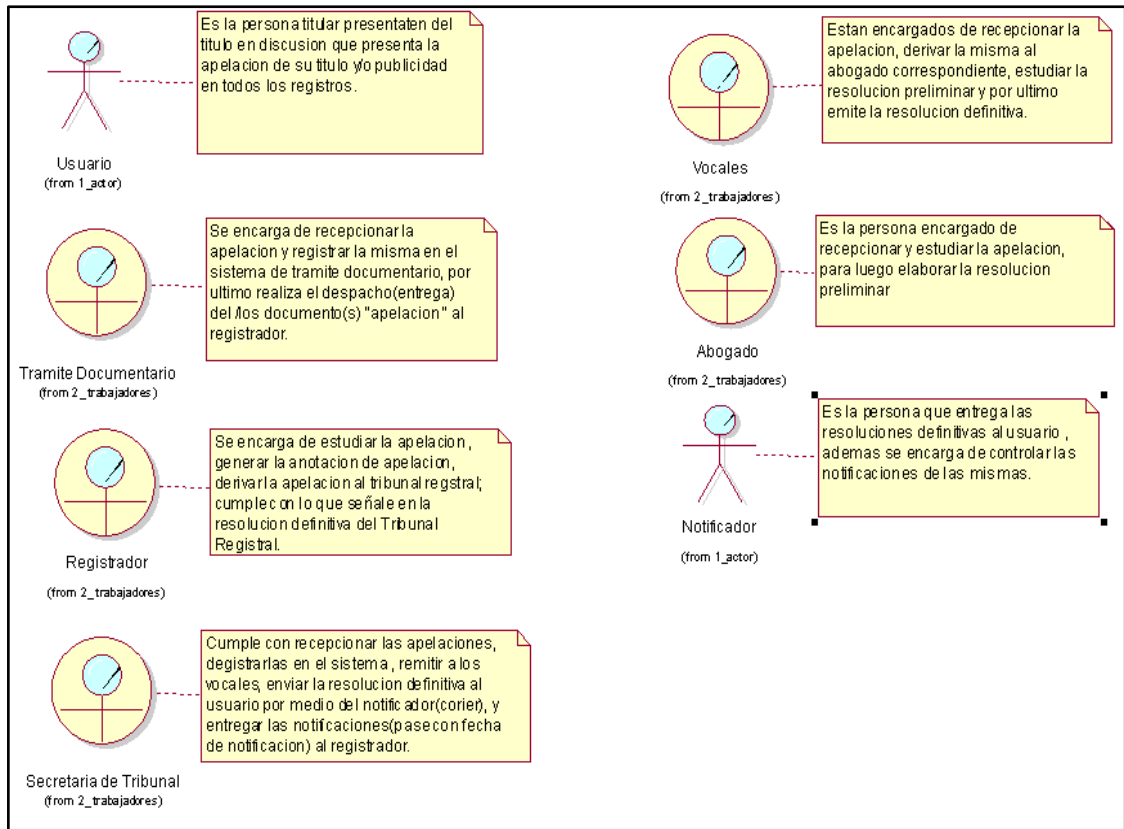 Es la persona titular presentaten del
titulo en discusion que presenta la
apelacion de su titulo y/o publicidad
en todos los registros.
Usuario
(from 1_actor)
Se encarga de recepcionar la
apelacion y registrar la misma en el
sistema de tramite documentario, por
ultimo realiza el despacho(entrega)
del /los documento(s) "apelacion" al
registrador.
Tramite Documentario
(from 2_trabajadores)
Se encarga de estudiar la apelacion ,
generar la anotacion de apelacion,
derivar la apelacion al tribunal regstral;
cumple con lo que señale en la
resolucion definitiva del Tribunal
Registral.
Registrador
(from 2_trabajadores)
Cumple con recepcionar las apelaciones,
degistrarlas en el sistema , remitir a los
vocales, enviar la resolucion definitiva al
usuario por medio del notificador(corier), y
entregar las notificaciones(pase con fecha
de notificacion) al registrador.
Secretaria de Tribunal
(from 2_trabajadores)
Estan encargados de recepcionar la
apelacion, derivar la misma al
abogado correspondiente, estudiar la
resolucion preliminar y por ultimo
emite la resolucion definitiva.
Vocales
(from 2_trabajadores)
Es la persona encargado de
recepcionar y estudiar la apelacion,
para luego elaborar la resolucion
preliminar
Abogado
(from 2_trabajadores)
Es la persona que entrega las
resoluciones definitivas al usuario ,
ademas se encarga de controlar las
notificaciones de las mismas.
Notificador
(from 1_actor)